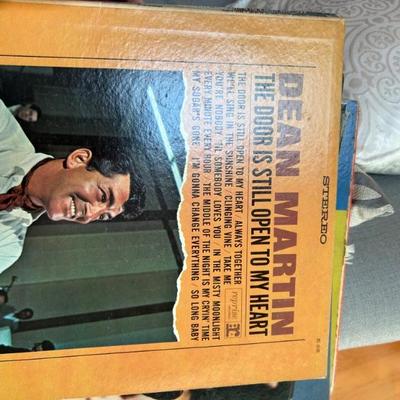 STEREO
DEAN MARTIN
THE DOOR IS STILL OPEN TO MY HEART
THE DOOR IS STILL OPEN TO MY HEART / ALWAYS TOGETHER
WE'LL SING IN THE SUNSHINE / CLINGING VINE / TAKE ME
YOU'RE NOBODY 'TIL SOMEBODY LOVES YOU / IN THE MISTY MOONLIGHT
EVERY MINUTE EVERY HOUR / THE MIDDLE OF THE NIGHT IS MY CRYIN' TIME
MY SUGAR'S GONE / I'M GONNA CHANGE EVERYTHING / SO LONG BABY
reprise